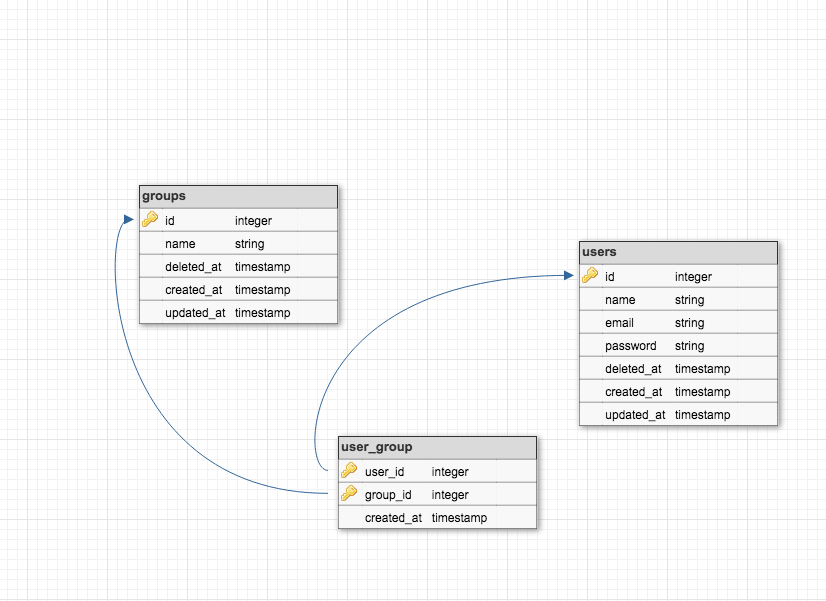 groups
id integer
name string
deleted_at timestamp
created_at timestamp
updated_at timestamp
users
id integer
name string
email string
password string
deleted_at timestamp
created_at timestamp
updated_at timestamp
user_group
user_id integer
group_id integer
created_at timestamp